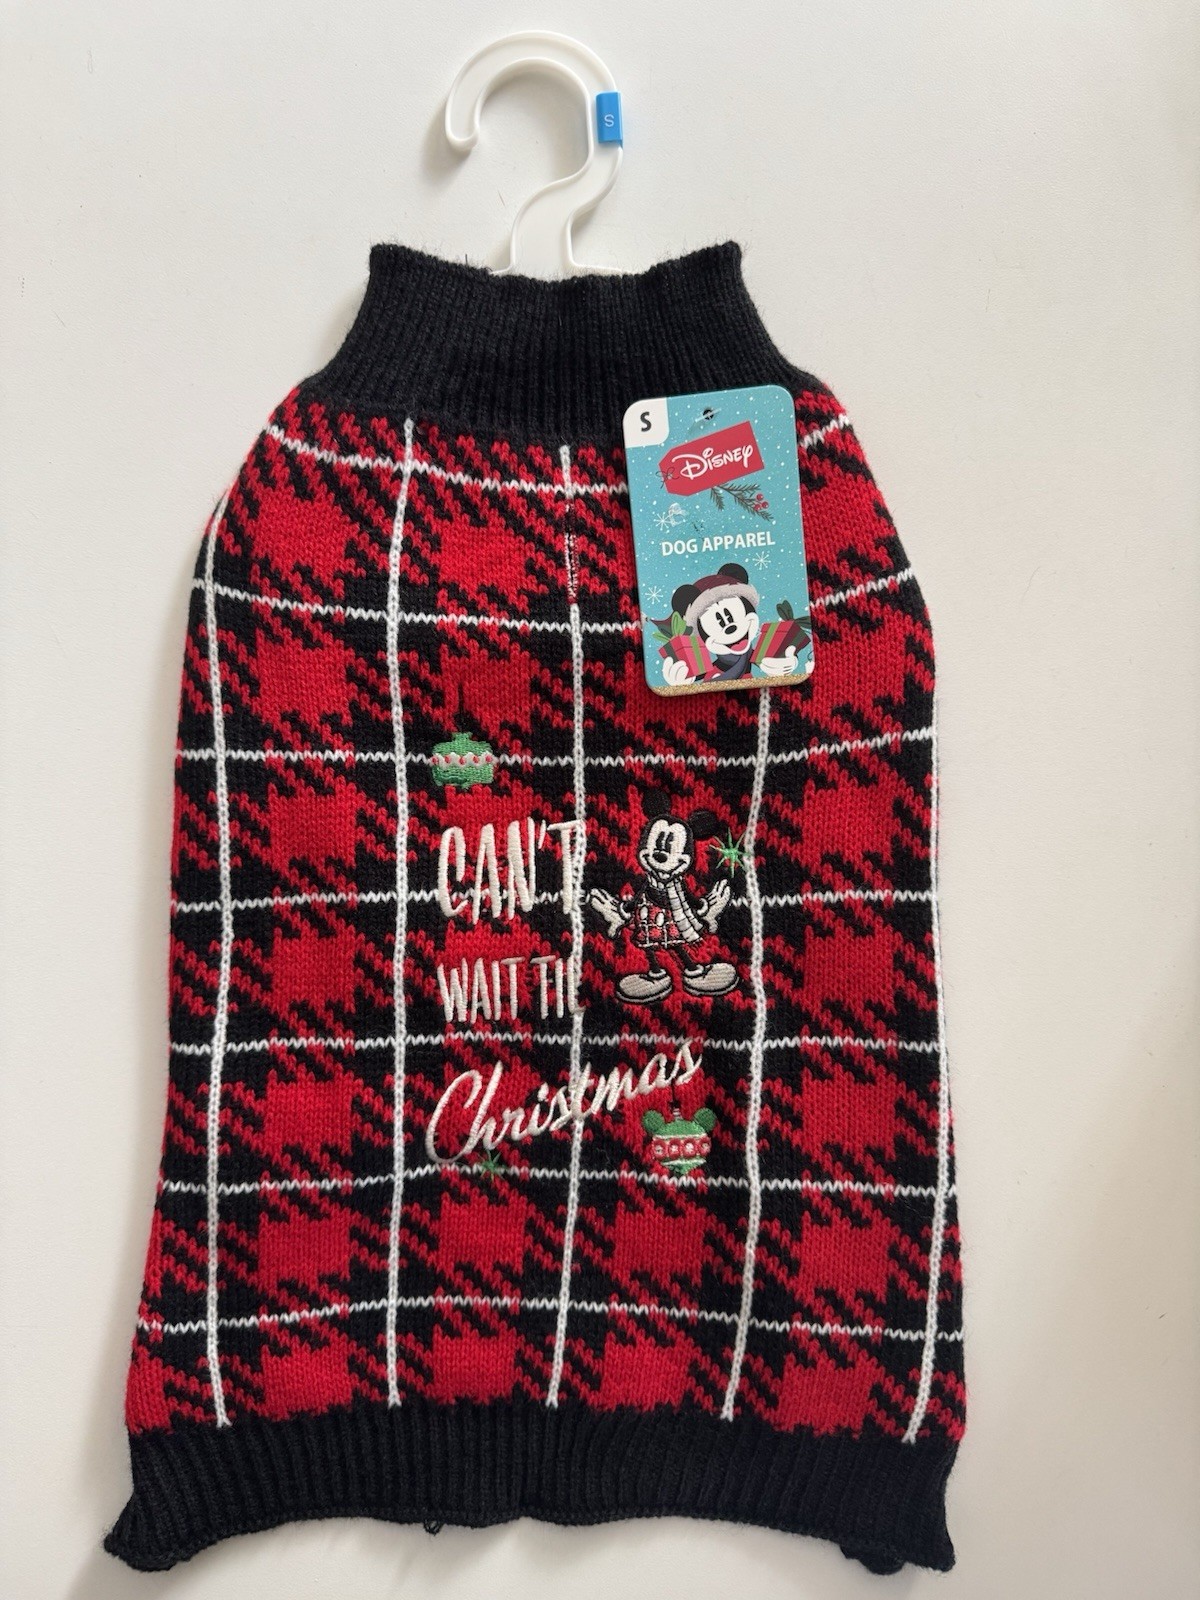 S
S
Disney
DOG APPAREL
CAN'T
WAIT TIL
Christmas